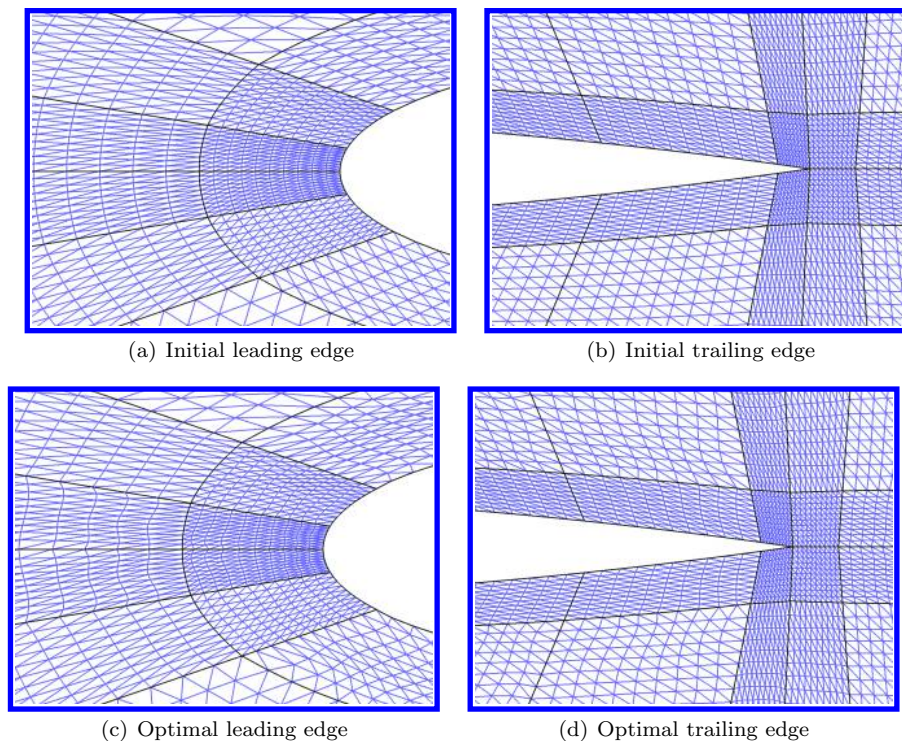 (a) Initial leading edge
(b) Initial trailing edge
(c) Optimal leading edge
(d) Optimal trailing edge